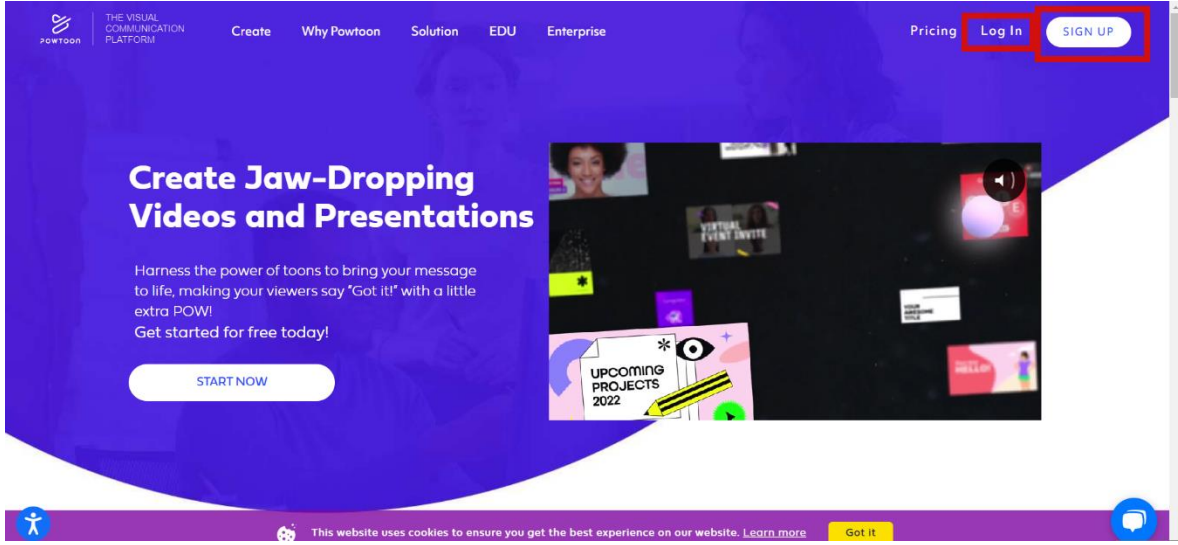 POWTOON
THE VISUAL
COMMUNICATION
PLATFORM
Create
Why Powtoon
Solution
EDU
Enterprise
Pricing
Log In
SIGN UP
Create Jaw-Dropping
Videos and Presentations
Harness the power of toons to bring your message
to life, making your viewers say "Got it!" with a little
extra POW!
Get started for free today!
START NOW
VIRTUAL
EVENT INVITE
YOUR
AWESOME
TITLE
HELLO!
UPCOMING
PROJECTS
2022
This website uses cookies to ensure you get the best experience on our website. Learn more
Got it